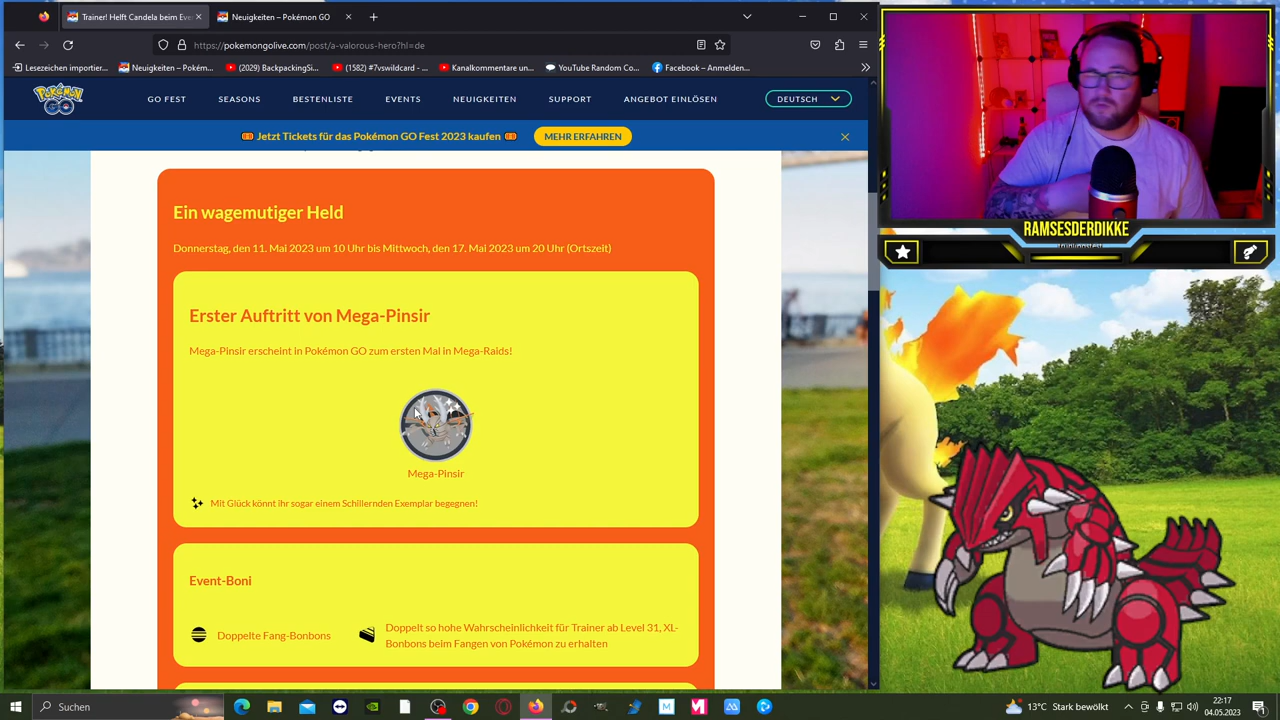 Trainer! Helft Candela beim Even
Neuigkeiten – Pokémon GO
https://pokemongolive.com/post/a-valorous-hero?hl=de
Lesezeichen importier...
Neuigkeiten – Pokém...
(2029) BackpackingSi...
(1582) #7vswildcard - ...
Kanalkommentare un...
YouTube Random Co...
Facebook – Anmelden...
POKÉMON GO
GO FEST
SEASONS
BESTENLISTE
EVENTS
NEUIGKEITEN
SUPPORT
ANGEBOT EINLÖSEN
DEUTSCH
Jetzt Tickets für das Pokémon GO Fest 2023 kaufen
MEHR ERFAHREN
Ein wagemutiger Held
Donnerstag, den 11. Mai 2023 um 10 Uhr bis Mittwoch, den 17. Mai 2023 um 20 Uhr (Ortszeit)
Erster Auftritt von Mega-Pinsir
Mega-Pinsir erscheint in Pokémon GO zum ersten Mal in Mega-Raids!
Mega-Pinsir
Mit Glück könnt ihr sogar einem Schillernden Exemplar begegnen!
Event-Boni
Doppelte Fang-Bonbons
Doppelt so hohe Wahrscheinlichkeit für Trainer ab Level 31, XL-
Bonbons beim Fangen von Pokémon zu erhalten
RAMSESDERDIKKE
Suchen
13°C Stark bewölkt
22:17
04.05.2023